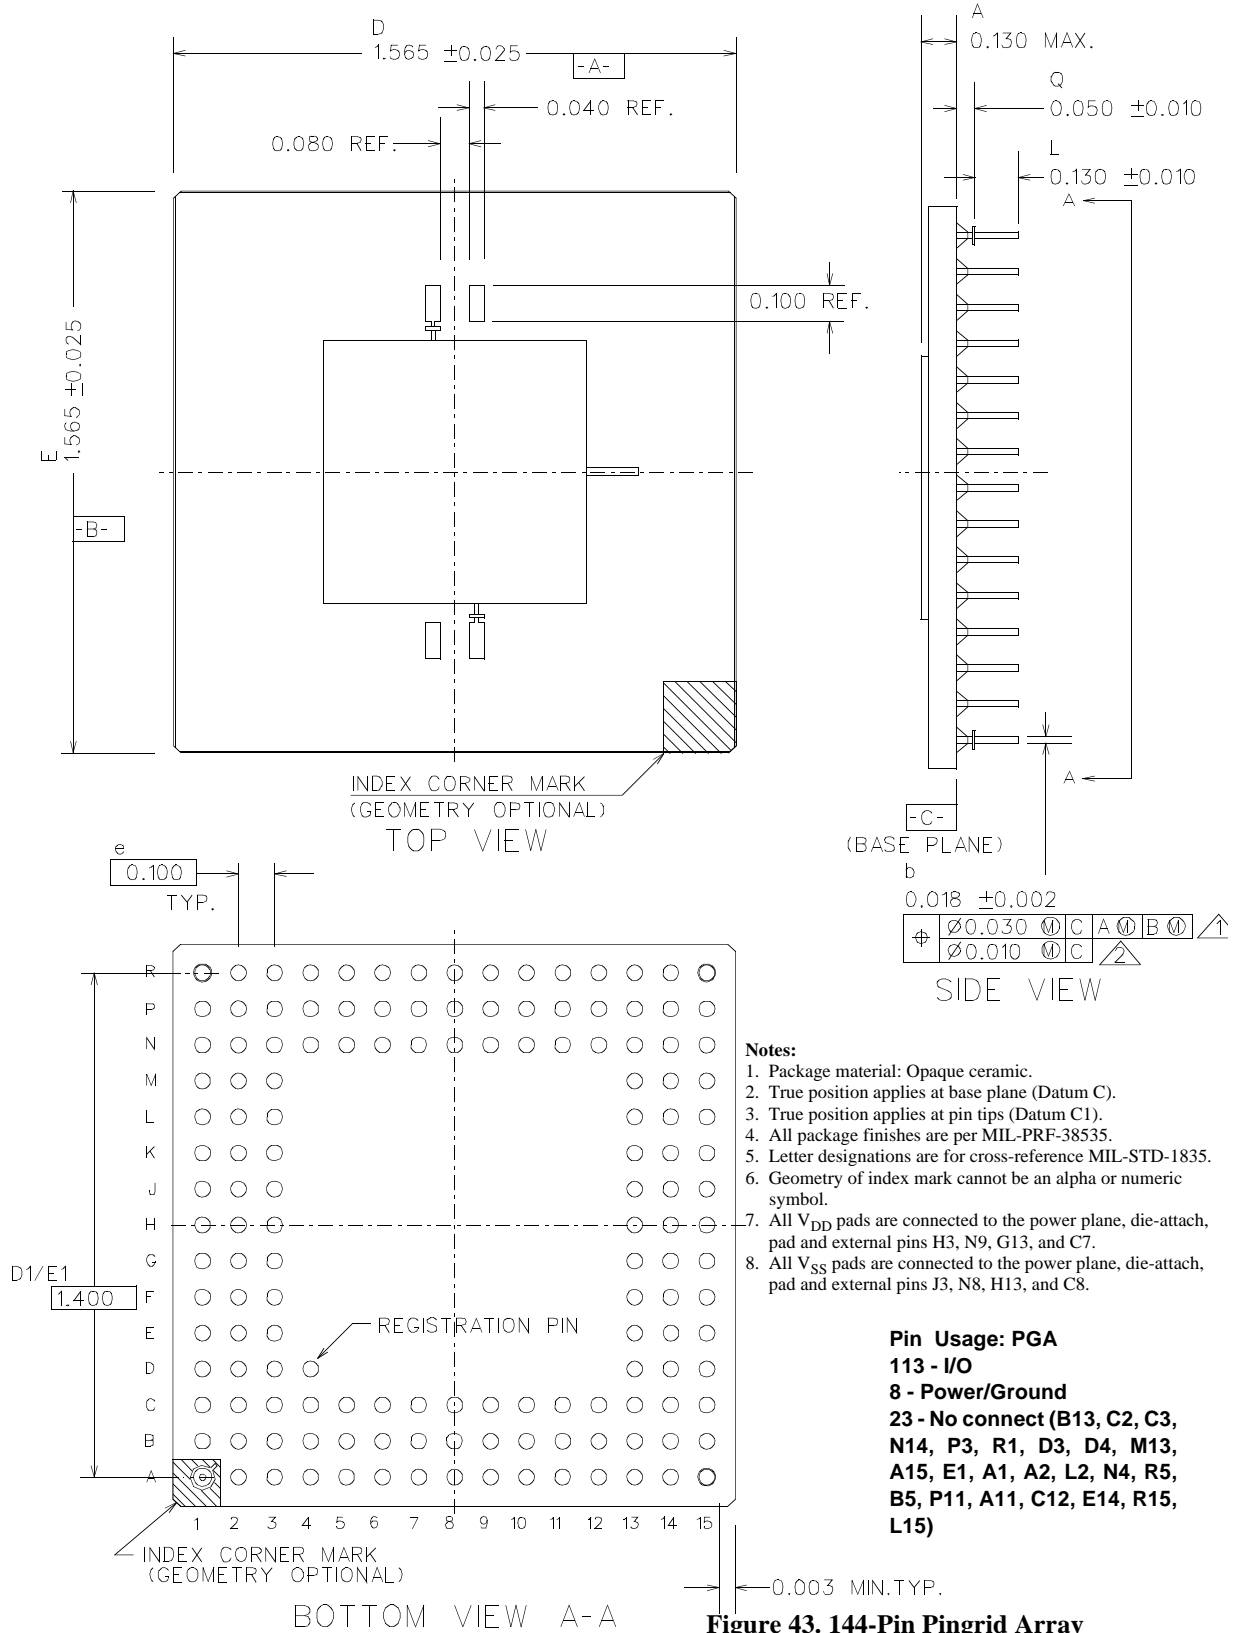 D
1.565 ±0.025
-A-
0.040 REF.
0.080 REF.
0.100 REF.
E
1.565 ±0.025
-B-
INDEX CORNER MARK
(GEOMETRY OPTIONAL)
TOP VIEW
A
0.130 MAX.
Q
0.050 ±0.010
L
0.130 ±0.010
A
A
-C-
(BASE PLANE)
b
0.018 ±0.002
⌖ Ø0.030 Ⓜ C A Ⓜ B Ⓜ 1
Ø0.010 Ⓜ C 2
SIDE VIEW
e
0.100
TYP.
R
P
N
M
L
K
J
H
G
F
E
D
C
B
A
D1/E1
1.400
REGISTRATION PIN
1 2 3 4 5 6 7 8 9 10 11 12 13 14 15
INDEX CORNER MARK
(GEOMETRY OPTIONAL)
0.003 MIN.TYP.
BOTTOM VIEW A-A
Notes:
1. Package material: Opaque ceramic.
2. True position applies at base plane (Datum C).
3. True position applies at pin tips (Datum C1).
4. All package finishes are per MIL-PRF-38535.
5. Letter designations are for cross-reference MIL-STD-1835.
6. Geometry of index mark cannot be an alpha or numeric
symbol.
7. All VDD pads are connected to the power plane, die-attach,
pad and external pins H3, N9, G13, and C7.
8. All VSS pads are connected to the power plane, die-attach,
pad and external pins J3, N8, H13, and C8.
Pin Usage: PGA
113 - I/O
8 - Power/Ground
23 - No connect (B13, C2, C3,
N14, P3, R1, D3, D4, M13,
A15, E1, A1, A2, L2, N4, R5,
B5, P11, A11, C12, E14, R15,
L15)
Figure 43. 144-Pin Pingrid Array